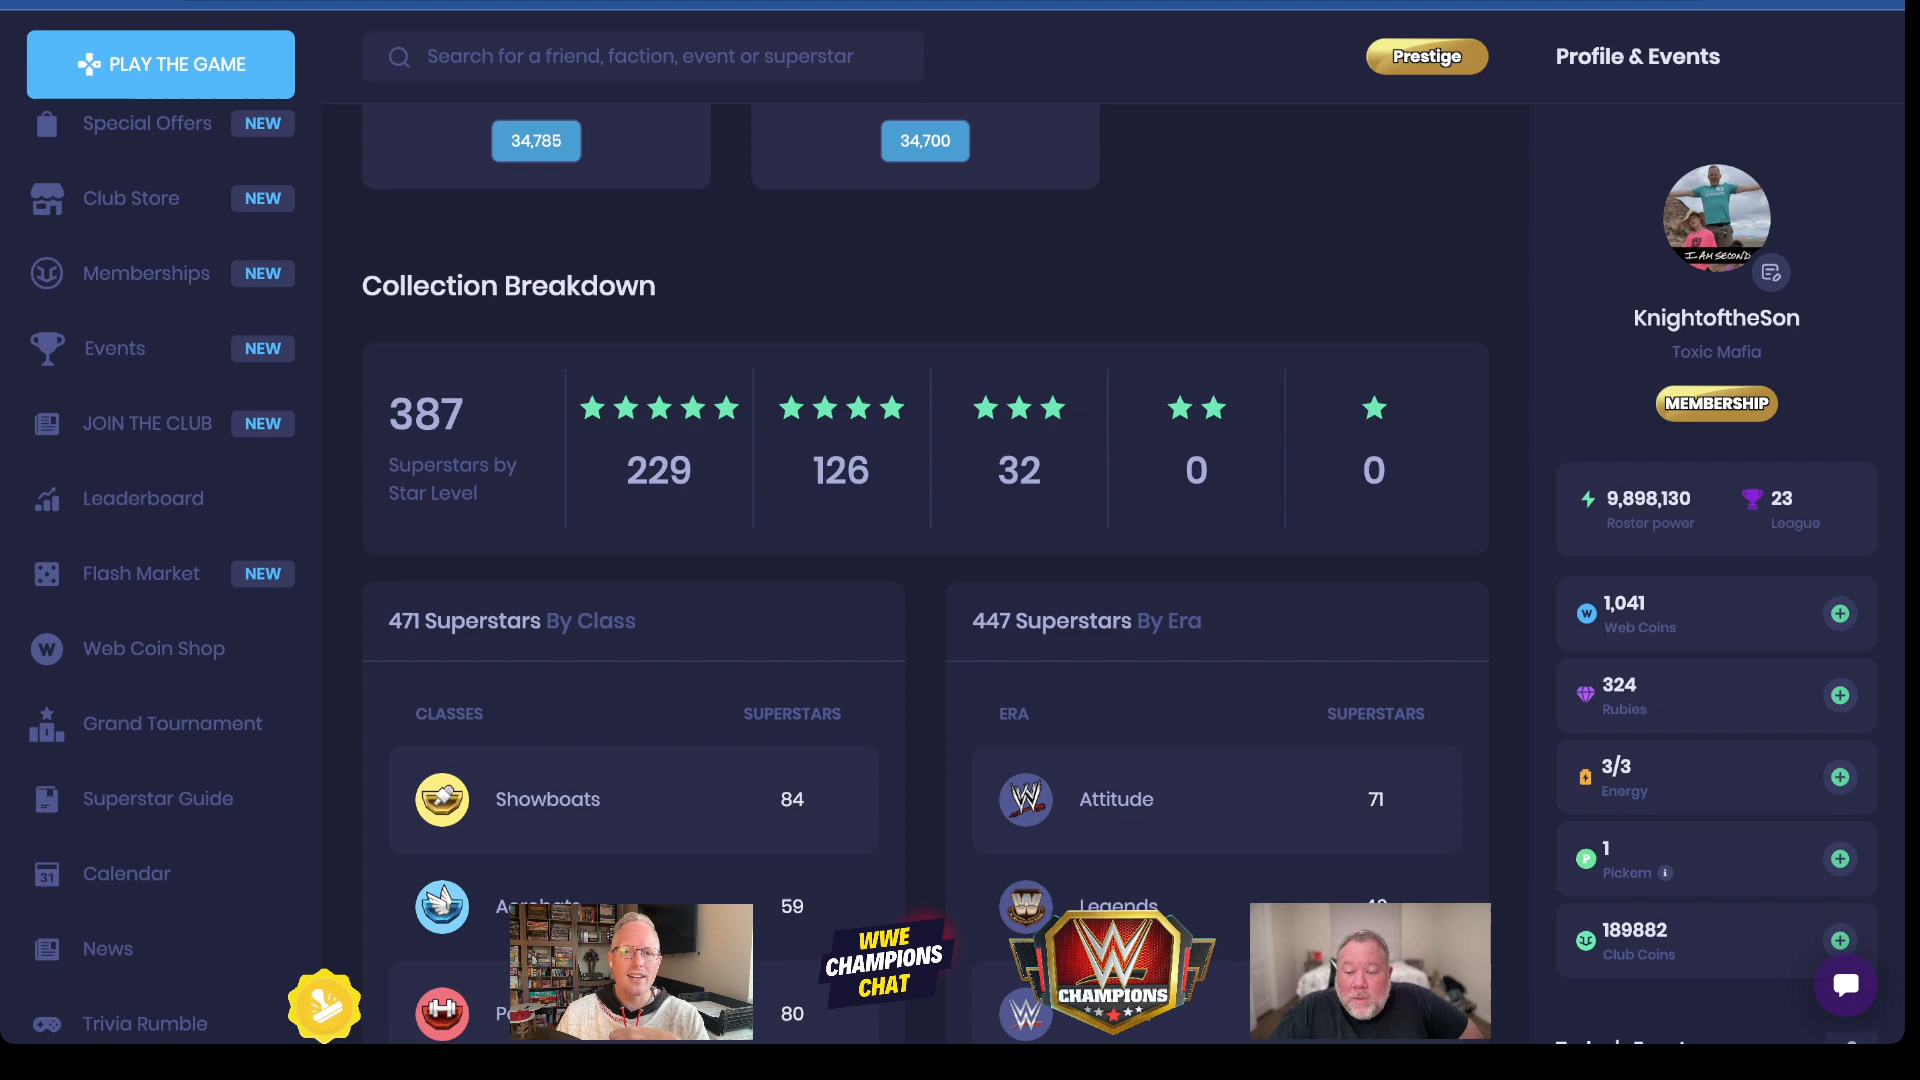 PLAY THE GAME
Search for a friend, faction, event or superstar
Prestige
Profile & Events
Special Offers NEW
34,785
34,700
Club Store NEW
I AM SECOND
Memberships NEW
Collection Breakdown
KnightoftheSon
Events NEW
Toxic Mafia
387
229
126
32
0
0
Superstars by
Star Level
MEMBERSHIP
JOIN THE CLUB NEW
Leaderboard
9,898,130
Roster power
23
League
Flash Market NEW
1,041
Web Coins
471 Superstars By Class
447 Superstars By Era
W
Web Coin Shop
324
Rubies
CLASSES SUPERSTARS
ERA SUPERSTARS
Grand Tournament
3/3
Energy
Superstar Guide
Showboats 84
Attitude 71
1
Pickem
31
Calendar
59
Legends
189882
Club Coins
News
WWE
CHAMPIONS
CHAT
CHAMPIONS
80
Trivia Rumble